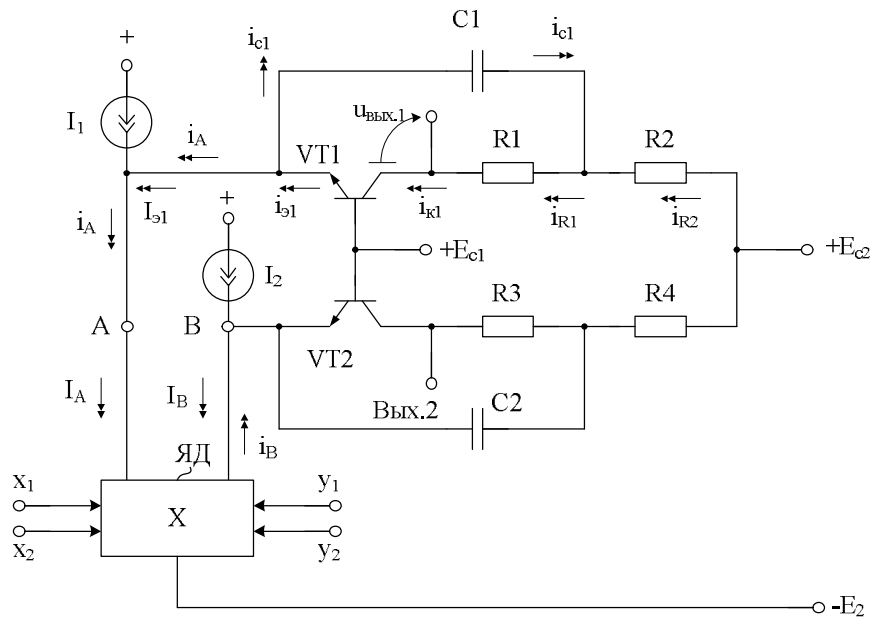 C1
i_c1
i_c1
+
I_1
u_вых.1
i_A
VT1
R1
R2
+
I_э1
i_э1
i_к1
i_R1
i_R2
i_A
+E_c1
+E_c2
I_2
R3
R4
A
B
VT2
I_A
I_B
Вых.2
C2
i_B
ЯД
x_1
y_1
X
x_2
y_2
-E_2